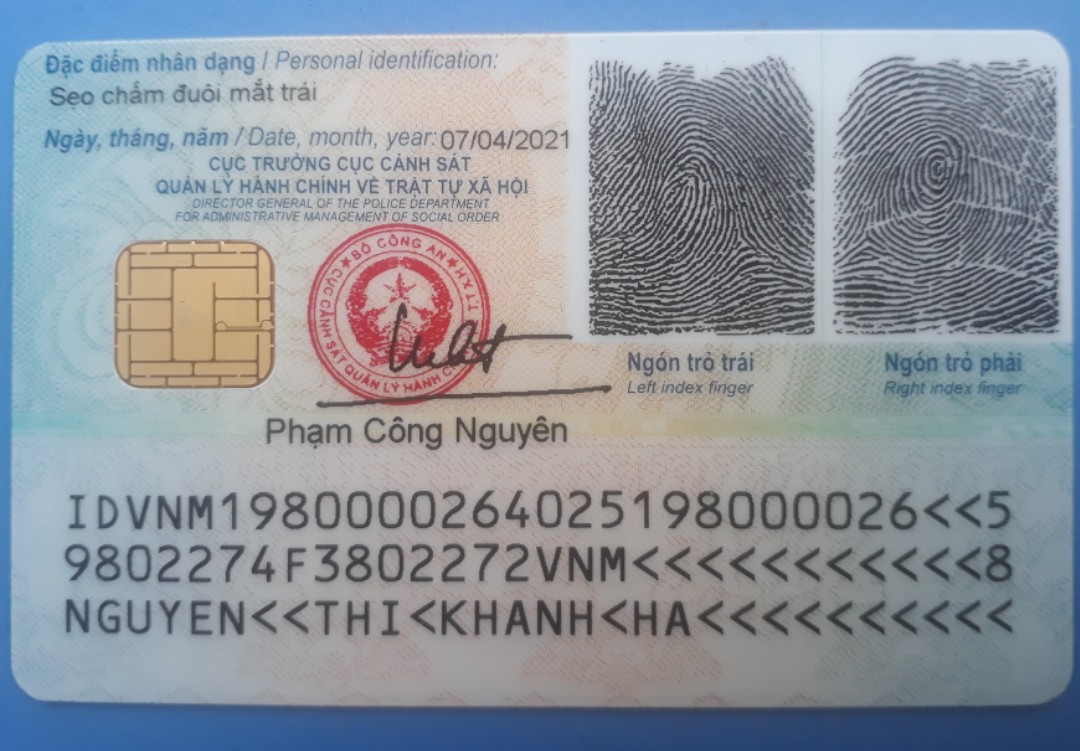 Đặc điểm nhân dạng / Personal identification:
Sẹo chấm đuôi mắt trái
Ngày, tháng, năm / Date, month, year: 07/04/2021
CỤC TRƯỞNG CỤC CẢNH SÁT
QUẢN LÝ HÀNH CHÍNH VỀ TRẬT TỰ XÃ HỘI
DIRECTOR GENERAL OF THE POLICE DEPARTMENT
FOR ADMINISTRATIVE MANAGEMENT OF SOCIAL ORDER
BỘ CÔNG AN
CỤC CẢNH SÁT QUẢN LÝ HÀNH
Ngón trỏ trái
Left index finger
Ngón trỏ phải
Right index finger
Phạm Công Nguyên
IDVNM1980000264025198000026<<5
9802274F3802272VNM<<<<<<<<<<<8
NGUYEN<<THI<KHANH<HA<<<<<<<<<<